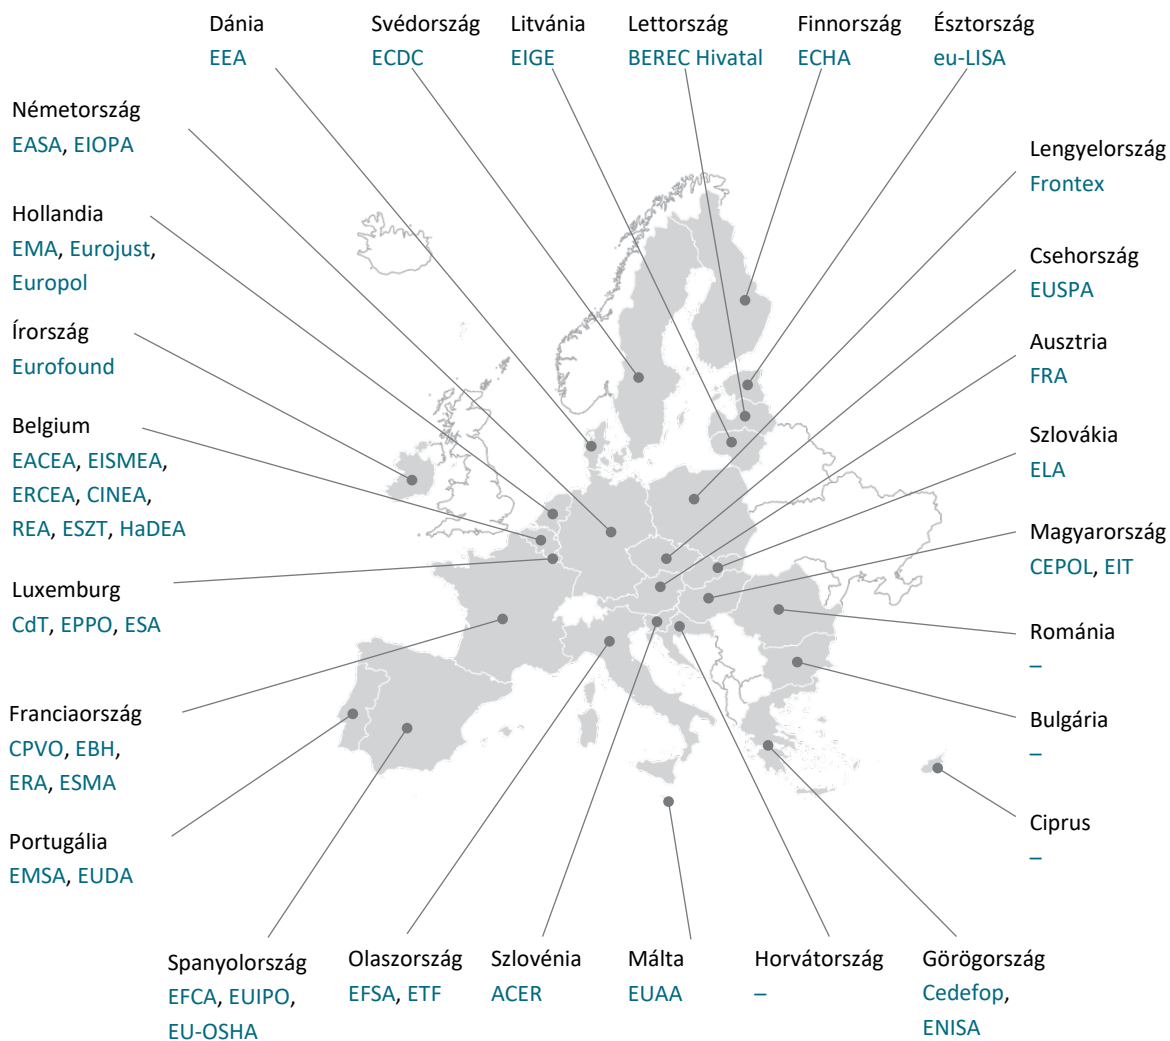 Dánia
EEA
Svédország
ECDC
Litvánia
EIGE
Lettország
BEREC Hivatal
Finnország
ECHA
Észtország
eu-LISA
Németország
EASA, EIOPA
Hollandia
EMA, Eurojust,
Europol
Írország
Eurofound
Belgium
EACEA, EISMEA,
ERCEA, CINEA,
REA, ESZT, HaDEA
Luxemburg
CdT, EPPO, ESA
Franciaország
CPVO, EBH,
ERA, ESMA
Portugália
EMSA, EUDA
Lengyelország
Frontex
Csehország
EUSPA
Ausztria
FRA
Szlovákia
ELA
Magyarország
CEPOL, EIT
Románia
–
Bulgária
–
Ciprus
–
Spanyolország
EFCA, EUIPO,
EU-OSHA
Olaszország
EFSA, ETF
Szlovénia
ACER
Málta
EUAA
Horvátország
–
Görögország
Cedefop,
ENISA